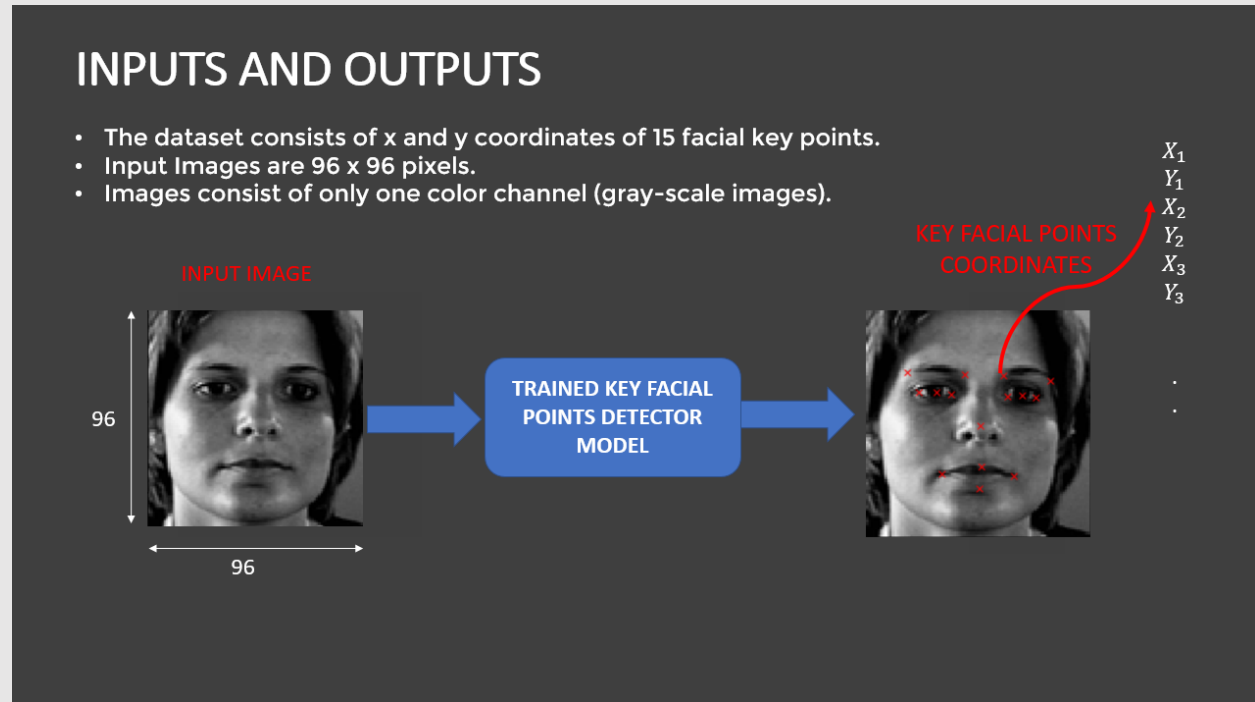 INPUTS AND OUTPUTS
• The dataset consists of x and y coordinates of 15 facial key points.
• Input Images are 96 x 96 pixels.
• Images consist of only one color channel (gray-scale images).
INPUT IMAGE
96
96
TRAINED KEY FACIAL
POINTS DETECTOR
MODEL
KEY FACIAL POINTS
COORDINATES
X₁
Y₁
X₂
Y₂
X₃
Y₃
.
.